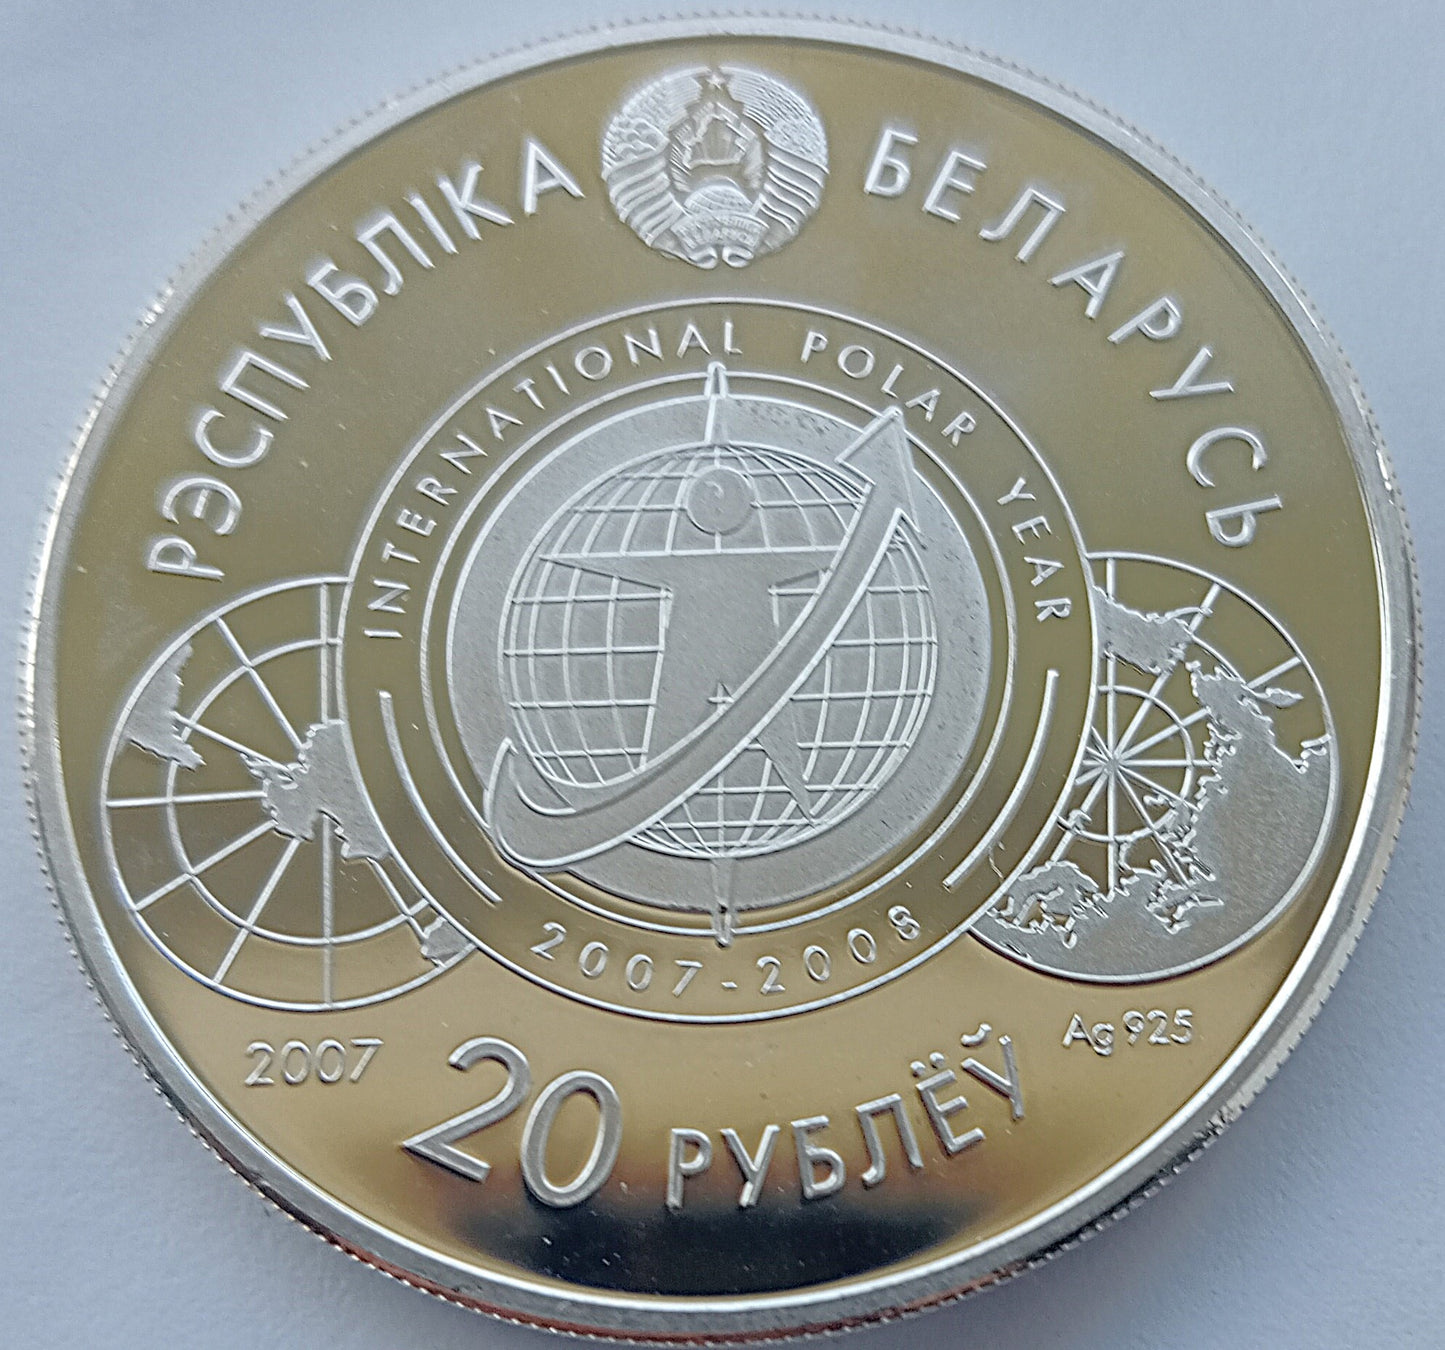 РЭСПУБЛІКА БЕЛАРУСЬ
INTERNATIONAL POLAR YEAR
2007-2008
2007
Ag 925
20 РУБЛЁЎ